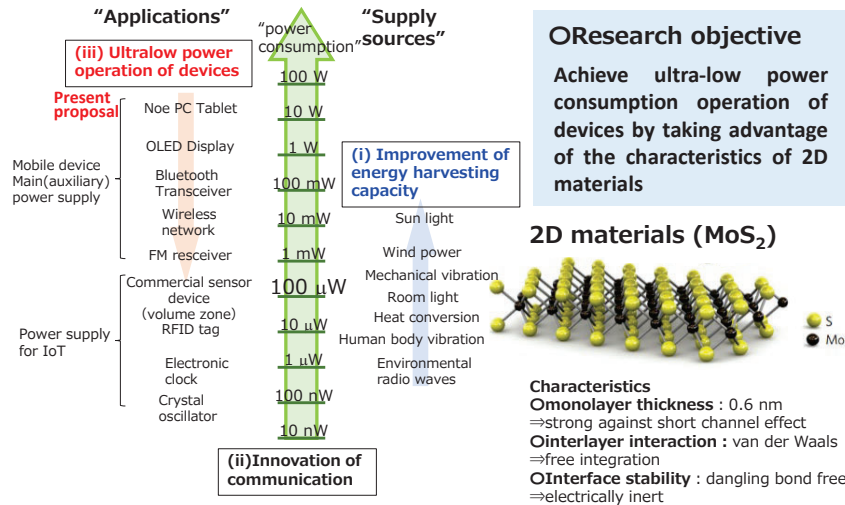 “Applications”
“power
consumption”
“Supply
sources”
(iii) Ultralow power
operation of devices
Present
proposal
Noe PC Tablet
OLED Display
Bluetooth
Transceiver
Wireless
network
FM resceiver
Mobile device
Main(auxiliary)
power supply
Commercial sensor
device
(volume zone)
RFID tag
Electronic
clock
Crystal
oscillator
Power supply
for IoT
100 W
10 W
1 W
100 mW
10 mW
1 mW
100 μW
10 μW
1 μW
100 nW
10 nW
(ii)Innovation of
communication
(i) Improvement of
energy harvesting
capacity
Sun light
Wind power
Mechanical vibration
Room light
Heat conversion
Human body vibration
Environmental
radio waves
○Research objective
Achieve ultra-low power
consumption operation of
devices by taking advantage
of the characteristics of 2D
materials
2D materials (MoS₂)
S
Mo
Characteristics
○monolayer thickness : 0.6 nm
⇒strong against short channel effect
○interlayer interaction : van der Waals
⇒free integration
○Interface stability : dangling bond free
⇒electrically inert